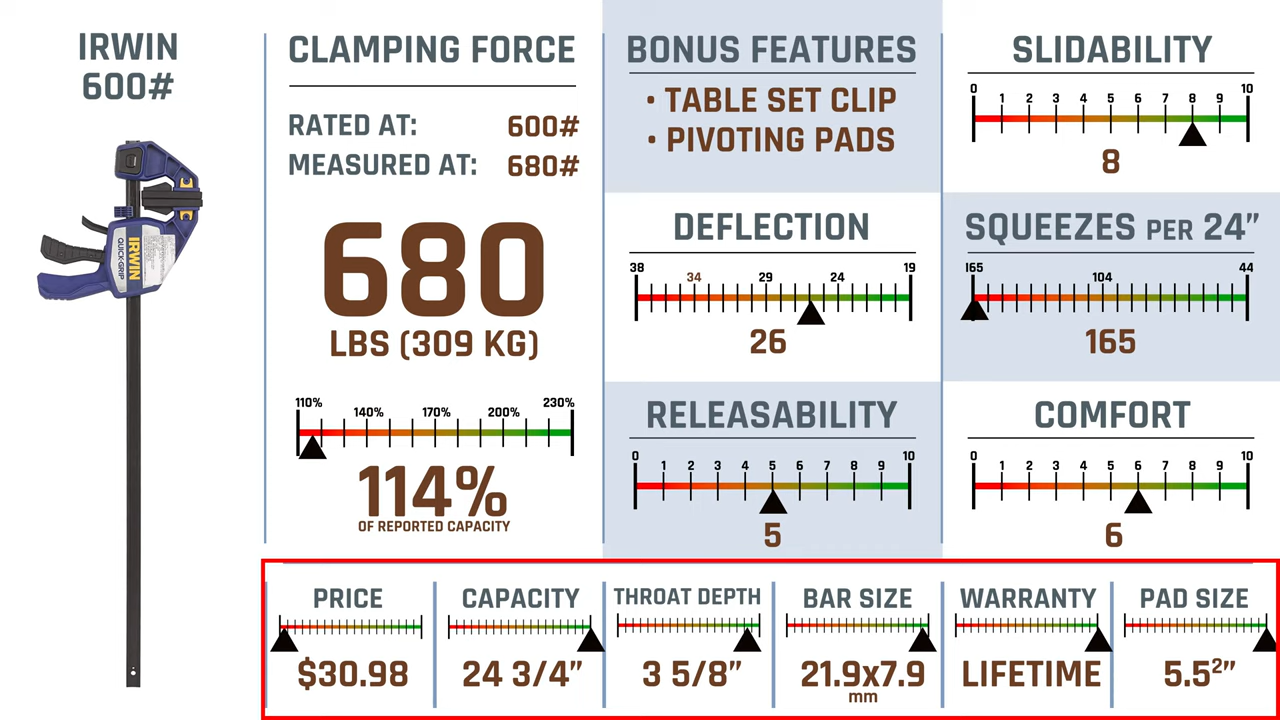 IRWIN
600#
IRWIN
QUICK-GRIP
CLAMPING FORCE
RATED AT: 600#
MEASURED AT: 680#
680
LBS (309 KG)
110% 140% 170% 200% 230%
114%
OF REPORTED CAPACITY
BONUS FEATURES
• TABLE SET CLIP
• PIVOTING PADS
DEFLECTION
38 34 29 24 19
26
RELEASABILITY
0 1 2 3 4 5 6 7 8 9 10
5
SLIDABILITY
0 1 2 3 4 5 6 7 8 9 10
8
SQUEEZES PER 24”
165 104 44
165
COMFORT
0 1 2 3 4 5 6 7 8 9 10
6
PRICE
$30.98
CAPACITY
24 3/4”
THROAT DEPTH
3 5/8”
BAR SIZE
21.9x7.9
mm
WARRANTY
LIFETIME
PAD SIZE
5.5²”